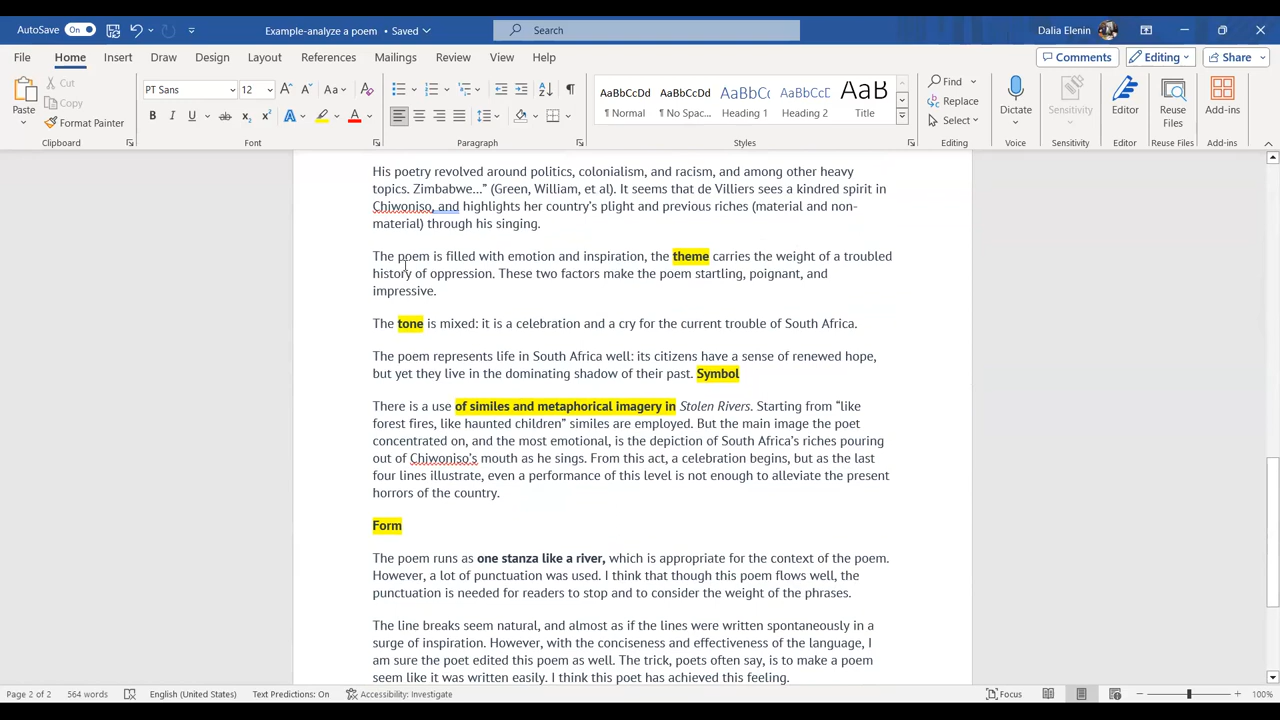 AutoSave On Example-analyze a poem • Saved Search Dalia Elenin
File Home Insert Draw Design Layout References Mailings Review View Help Comments Editing Share
Paste Cut Copy Format Painter
Clipboard
PT Sans 12
Font
Paragraph
AaBbCcDd AaBbCcDd AaBbCc AaBbCcD AaB
¶ Normal ¶ No Spac... Heading 1 Heading 2 Title
Styles
Find
Replace
Select
Editing
Dictate
Voice
Sensitivity
Sensitivity
Editor
Editor
Reuse Files
Reuse Files
Add-ins
Add-ins
His poetry revolved around politics, colonialism, and racism, and among other heavy
topics. Zimbabwe…” (Green, William, et al). It seems that de Villiers sees a kindred spirit in
Chiwoniso, and highlights her country’s plight and previous riches (material and non-
material) through his singing.
The poem is filled with emotion and inspiration, the theme carries the weight of a troubled
history of oppression. These two factors make the poem startling, poignant, and
impressive.
The tone is mixed: it is a celebration and a cry for the current trouble of South Africa.
The poem represents life in South Africa well: its citizens have a sense of renewed hope,
but yet they live in the dominating shadow of their past. Symbol
There is a use of similes and metaphorical imagery in Stolen Rivers. Starting from “like
forest fires, like haunted children” similes are employed. But the main image the poet
concentrated on, and the most emotional, is the depiction of South Africa’s riches pouring
out of Chiwoniso’s mouth as he sings. From this act, a celebration begins, but as the last
four lines illustrate, even a performance of this level is not enough to alleviate the present
horrors of the country.
Form
The poem runs as one stanza like a river, which is appropriate for the context of the poem.
However, a lot of punctuation was used. I think that though this poem flows well, the
punctuation is needed for readers to stop and to consider the weight of the phrases.
The line breaks seem natural, and almost as if the lines were written spontaneously in a
surge of inspiration. However, with the conciseness and effectiveness of the language, I
am sure the poet edited this poem as well. The trick, poets often say, is to make a poem
seem like it was written easily. I think this poet has achieved this feeling.
Page 2 of 2 564 words English (United States) Text Predictions: On Accessibility: Investigate Focus 100%